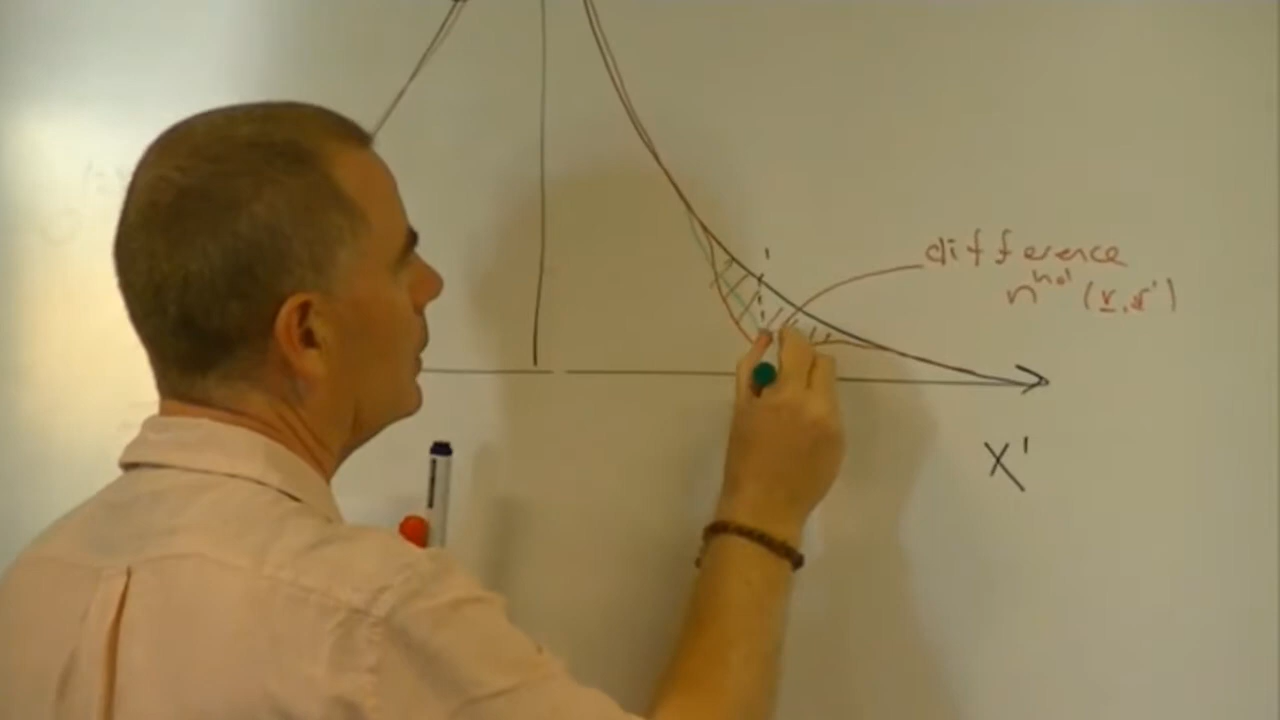 difference
n^hol (r, r')
X'